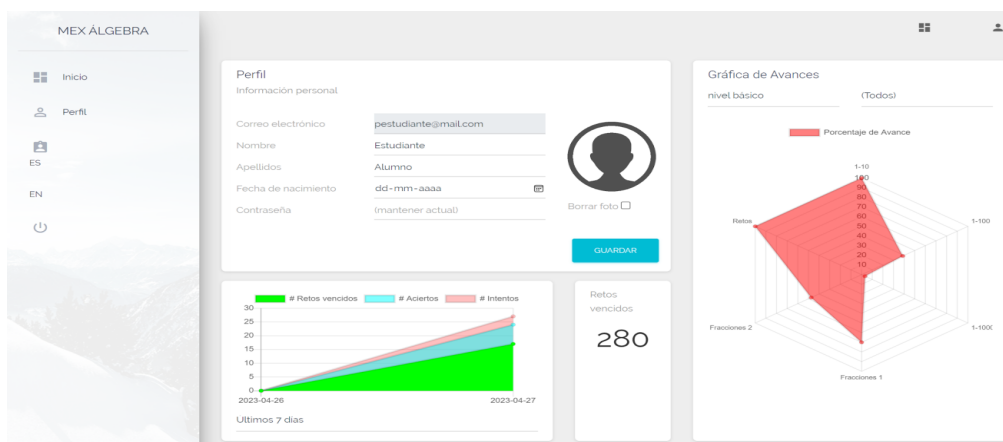 MEX ÁLGEBRA
Inicio
Perfil
ES
EN
Perfil
Información personal
Correo electrónico pestudiante@mail.com
Nombre Estudiante
Apellidos Alumno
Fecha de nacimiento dd-mm-aaaa
Contraseña (mantener actual)
Borrar foto
GUARDAR
# Retos vencidos # Aciertos # Intentos
30
25
20
15
10
5
0
2023-04-26 2023-04-27
Ultimos 7 dias
Retos
vencidos
280
Gráfica de Avances
nivel básico (Todos)
Porcentaje de Avance
1-10
100
90
80
70
60
50
40
30
20
10
Retos 1-100
Fracciones 2 1-1000
Fracciones 1